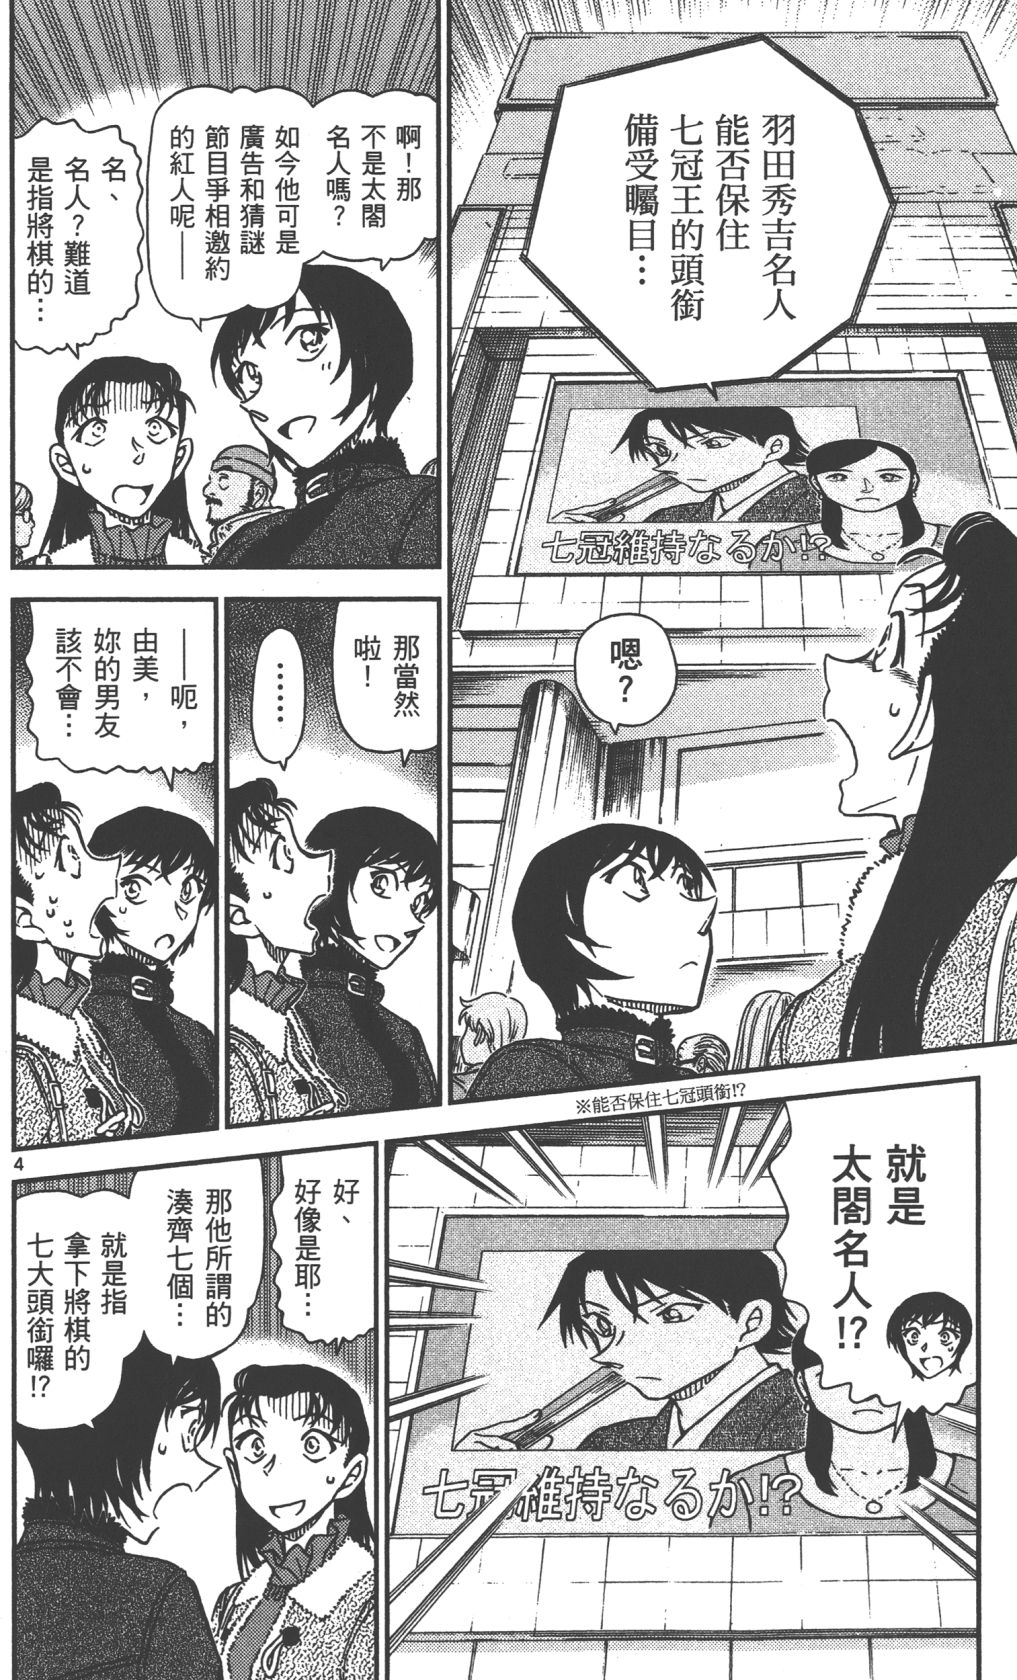 羽田秀吉名人
能否保住
七冠王的頭銜
備受矚目…
七冠維持なるか!?
嗯?
※能否保住七冠頭銜!?
啊!那
不是太閤
名人嗎?
如今他可是
廣告和猜謎
節目爭相邀約
的紅人呢——
名、
名人?難道
是指將棋的…
那當然
啦!
……
——呃,
由美,
妳的男友
該不會…
就是
太閤名人!?
七冠維持なるか!?
好、
好像是耶…
那他所謂的
湊齊七個…
就是指
拿下將棋的
七大頭銜囉!?
4